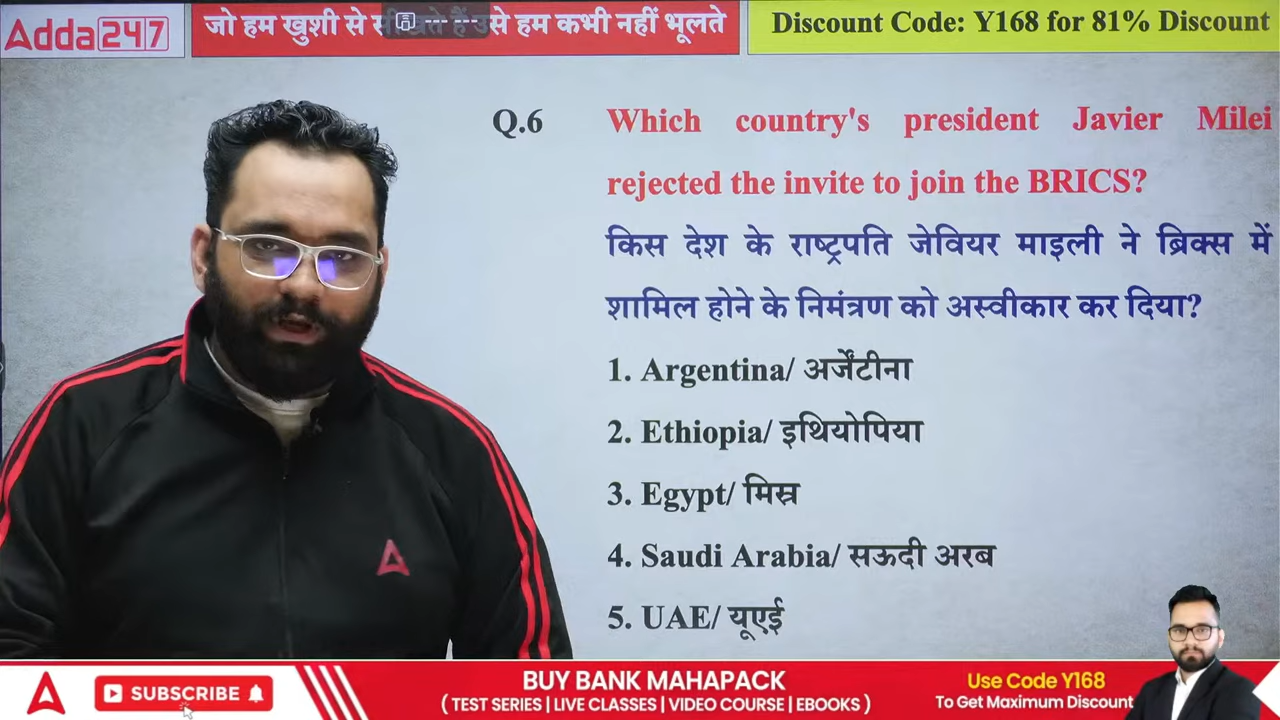 Adda247
जो हम खुशी से सीखते हैं उसे हम कभी नहीं भूलते
Discount Code: Y168 for 81% Discount
Q.6 Which country's president Javier Milei
rejected the invite to join the BRICS?
किस देश के राष्ट्रपति जेवियर माइली ने ब्रिक्स में
शामिल होने के निमंत्रण को अस्वीकार कर दिया?
1. Argentina/ अर्जेंटीना
2. Ethiopia/ इथियोपिया
3. Egypt/ मिस्र
4. Saudi Arabia/ सऊदी अरब
5. UAE/ यूएई
SUBSCRIBE
BUY BANK MAHAPACK
( TEST SERIES | LIVE CLASSES | VIDEO COURSE | EBOOKS )
Use Code Y168
To Get Maximum Discount